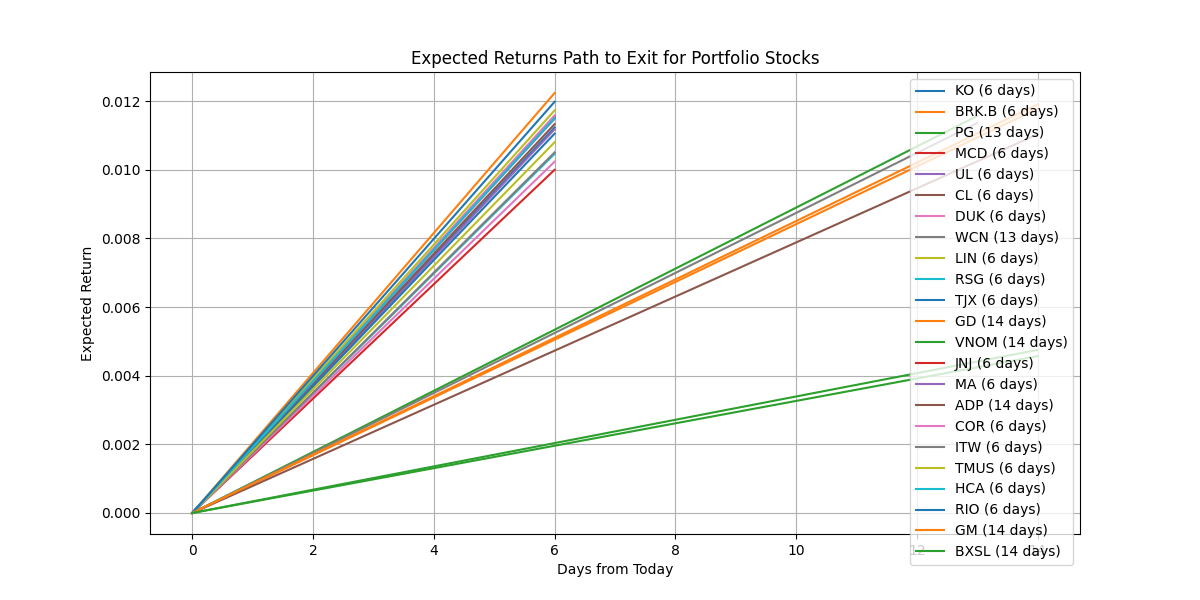 Expected Returns Path to Exit for Portfolio Stocks
Expected Return
0.012
0.010
0.008
0.006
0.004
0.002
0.000
0
2
4
6
8
10
12
14
Days from Today
KO (6 days)
BRK.B (6 days)
PG (13 days)
MCD (6 days)
UL (6 days)
CL (6 days)
DUK (6 days)
WCN (13 days)
LIN (6 days)
RSG (6 days)
TJX (6 days)
GD (14 days)
VNOM (14 days)
JNJ (6 days)
MA (6 days)
ADP (14 days)
COR (6 days)
ITW (6 days)
TMUS (6 days)
HCA (6 days)
RIO (6 days)
GM (14 days)
BXSL (14 days)